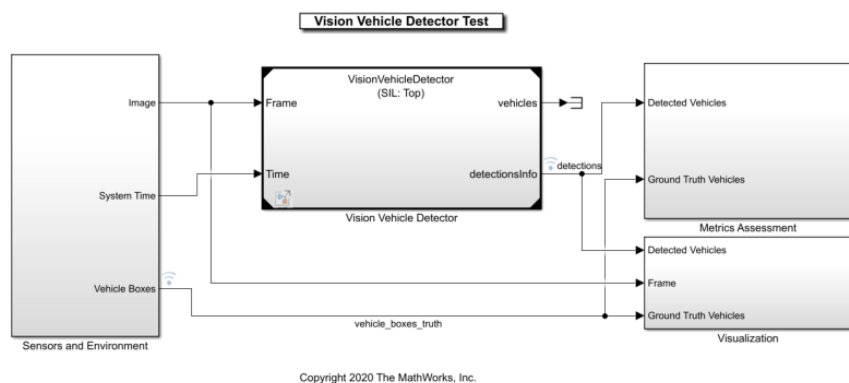 Vision Vehicle Detector Test
Image
System Time
Vehicle Boxes
Sensors and Environment
VisionVehicleDetector
(SIL: Top)
Frame
vehicles
Time
detectionsInfo
Vision Vehicle Detector
detections
vehicle_boxes_truth
Detected Vehicles
Ground Truth Vehicles
Metrics Assessment
Detected Vehicles
Frame
Ground Truth Vehicles
Visualization
Copyright 2020 The MathWorks, Inc.